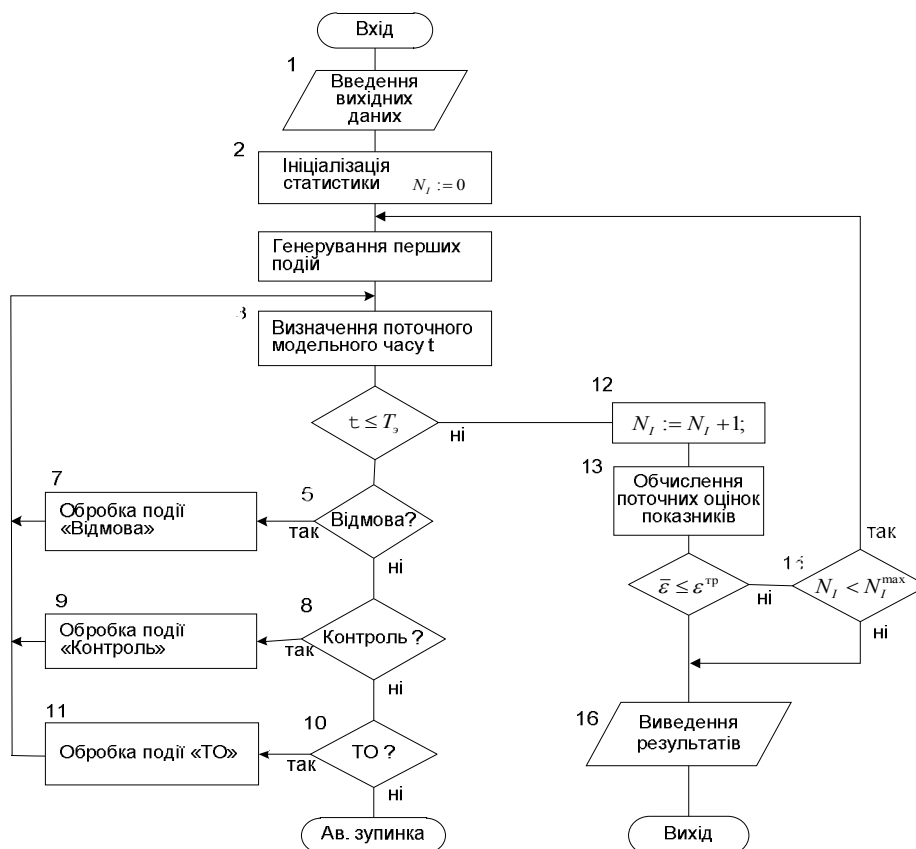 Вхід
1
Введення
вихідних
даних
2
Ініціалізація
статистики N_I := 0
Генерування перших
подій
Визначення поточного
модельного часу t
t ≤ T_э
ні
12
N_I := N_I + 1;
13
Обчислення
поточних оцінок
показників
7
Обробка події
«Відмова»
5
Відмова?
так
ні
ε̄ ≤ ε^тр
ні
N_I < N_I^max
так
ні
9
Обробка події
«Контроль»
8
Контроль ?
так
ні
11
Обробка події «ТО»
10
ТО ?
так
ні
16
Виведення
результатів
Ав. зупинка
Вихід